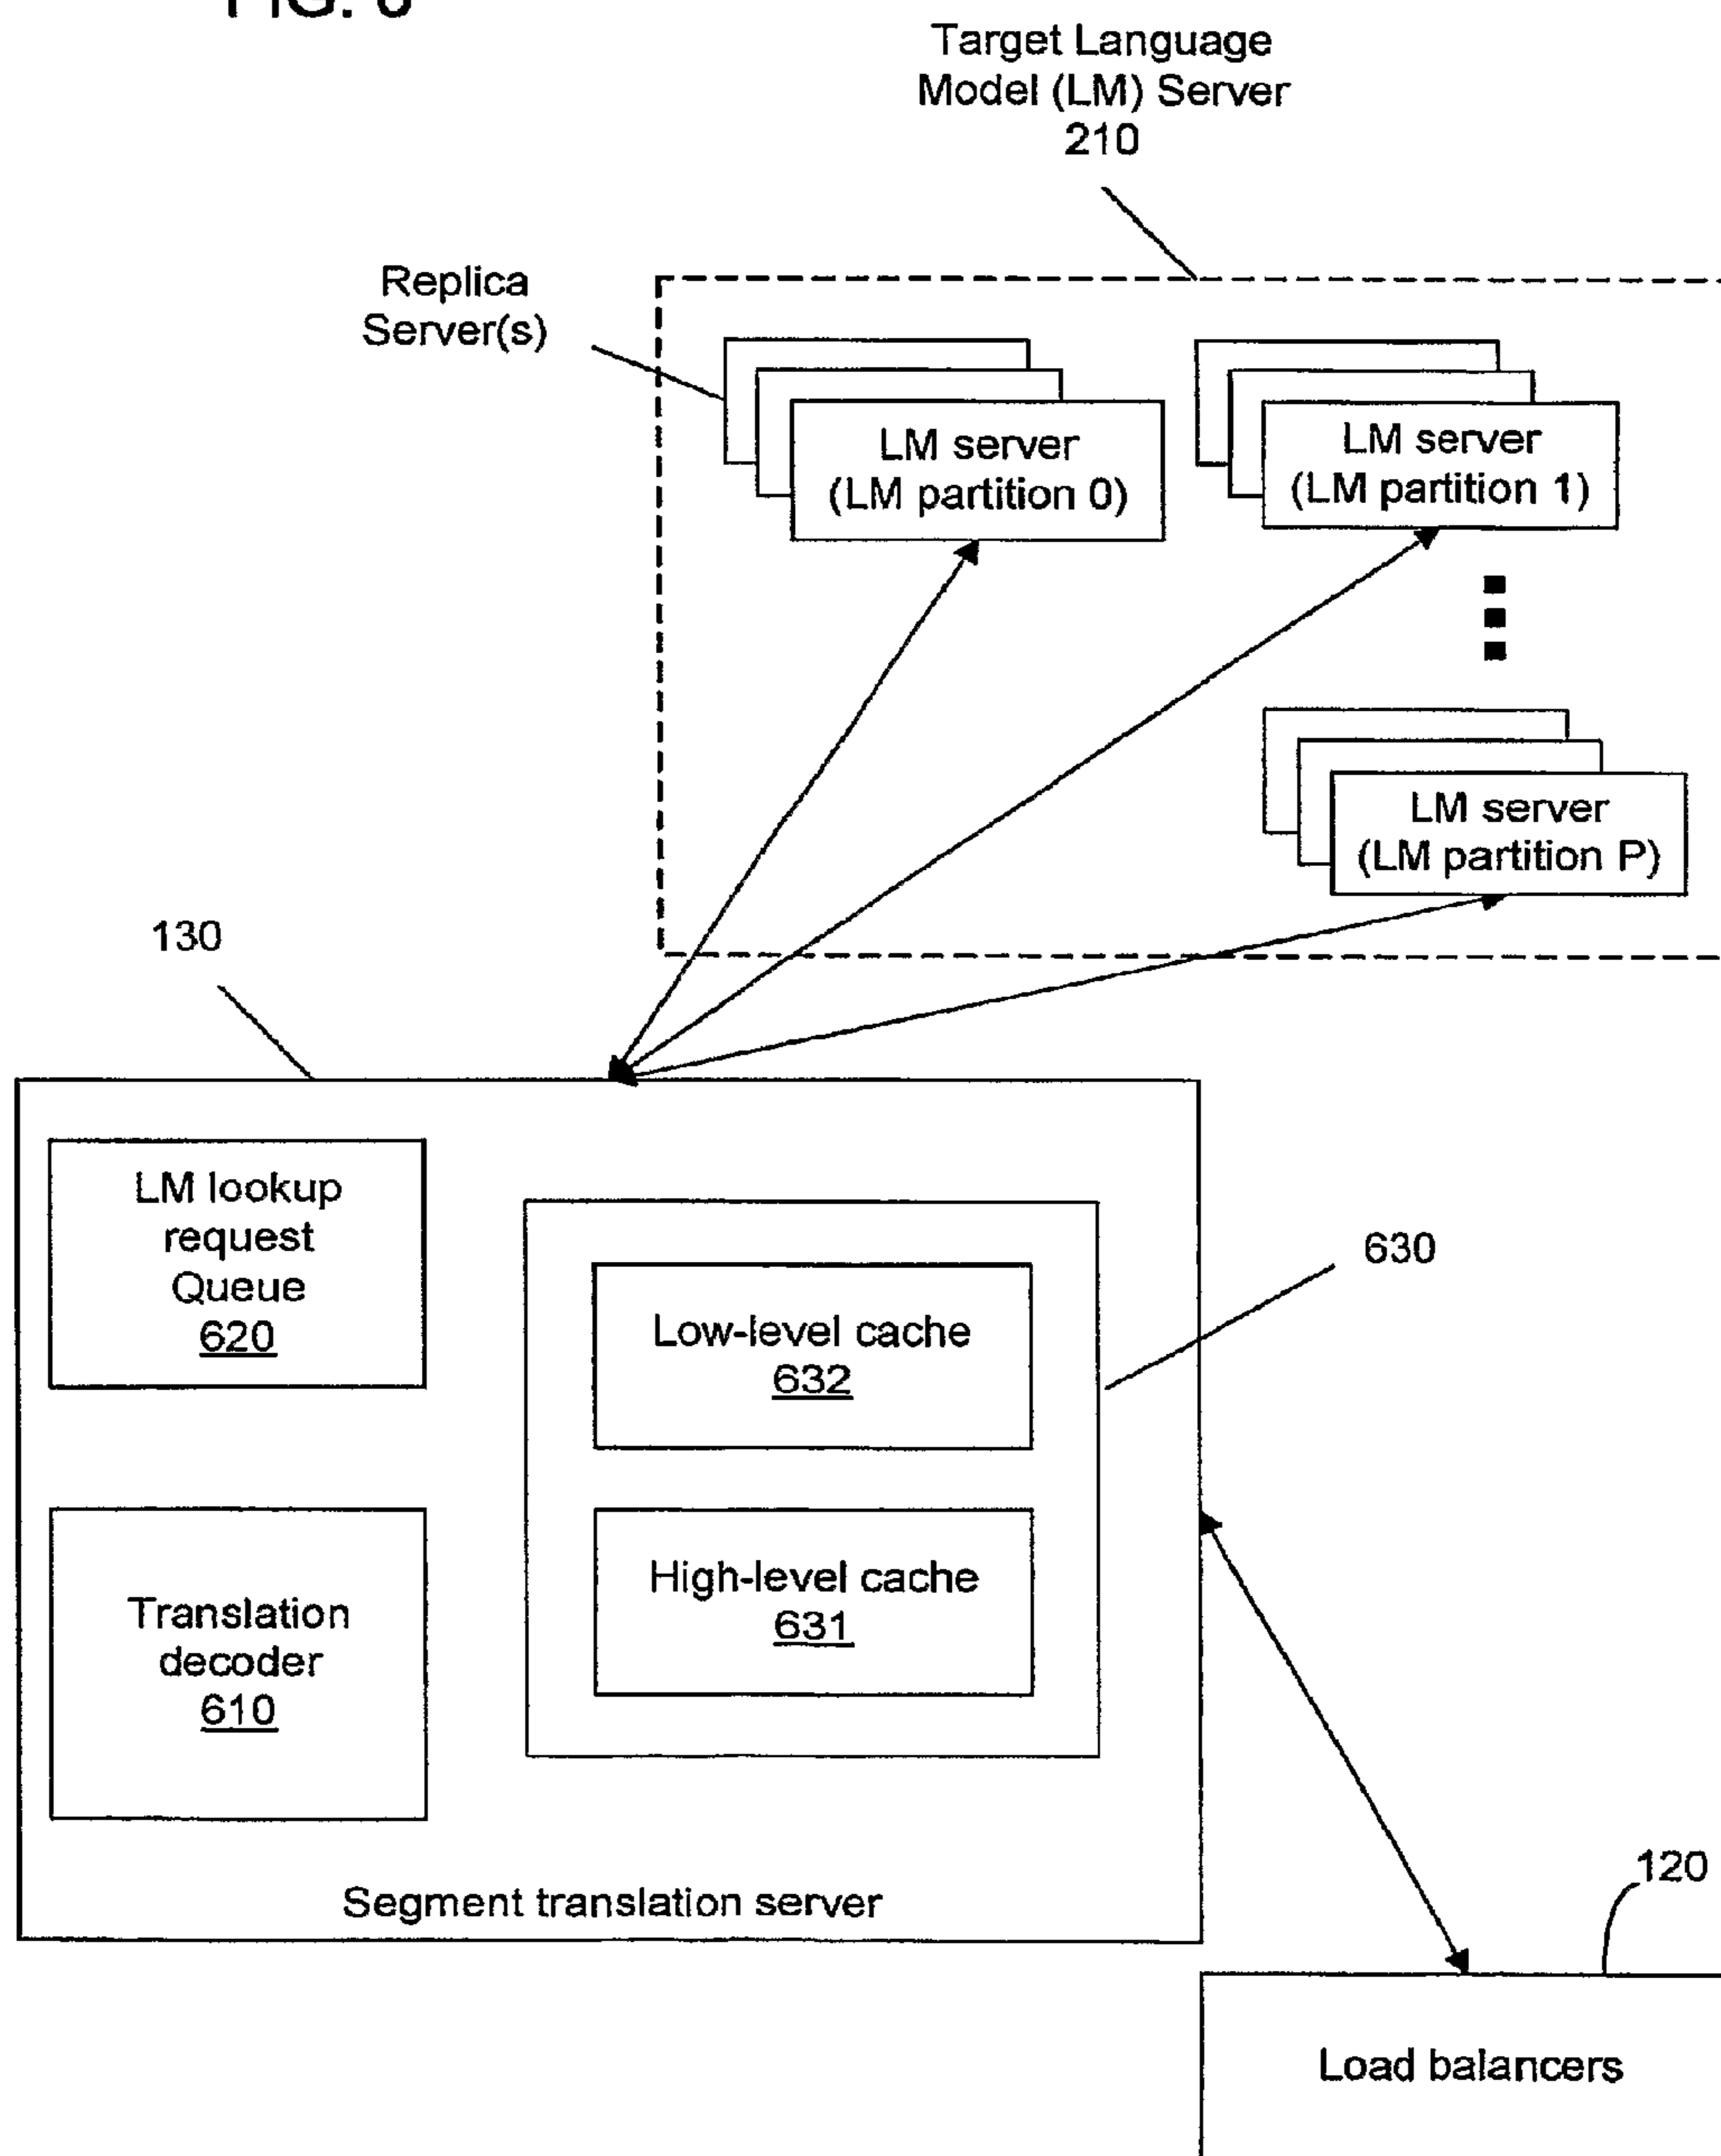 FIG. 6
Target Language
Model (LM) Server
210
Replica
Server(s)
LM server
(LM partition 0)
LM server
(LM partition 1)
LM server
(LM partition P)
130
LM lookup
request
Queue
620
630
Low-level cache
632
High-level cache
631
Translation
decoder
610
Segment translation server
120
Load balancers